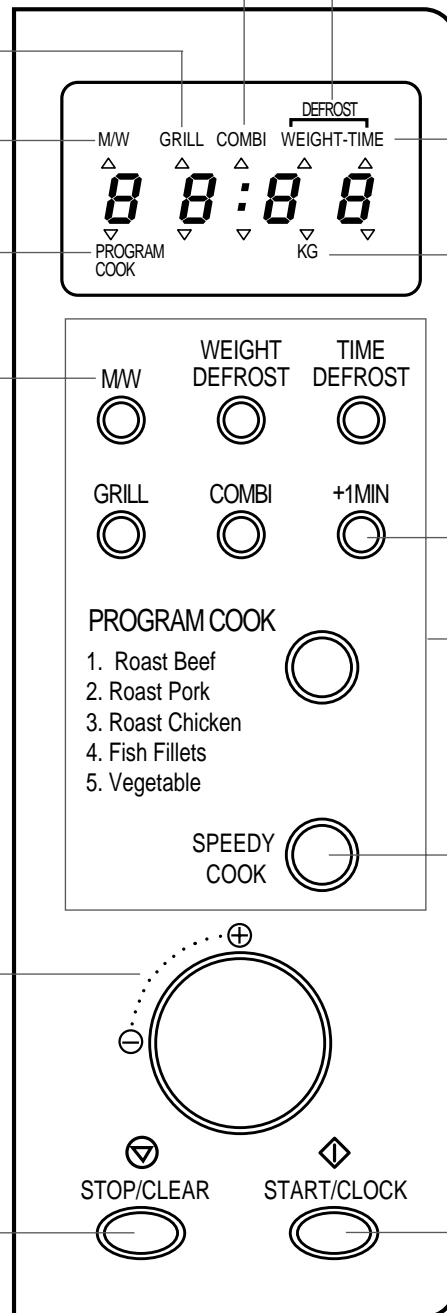 DEFROST
M/W GRILL COMBI WEIGHT-TIME
8 8:8 8
PROGRAM KG
COOK
WEIGHT TIME
M/W DEFROST DEFROST
GRILL COMBI +1MIN
PROGRAM COOK
1. Roast Beef
2. Roast Pork
3. Roast Chicken
4. Fish Fillets
5. Vegetable
SPEEDY
COOK
STOP/CLEAR START/CLOCK